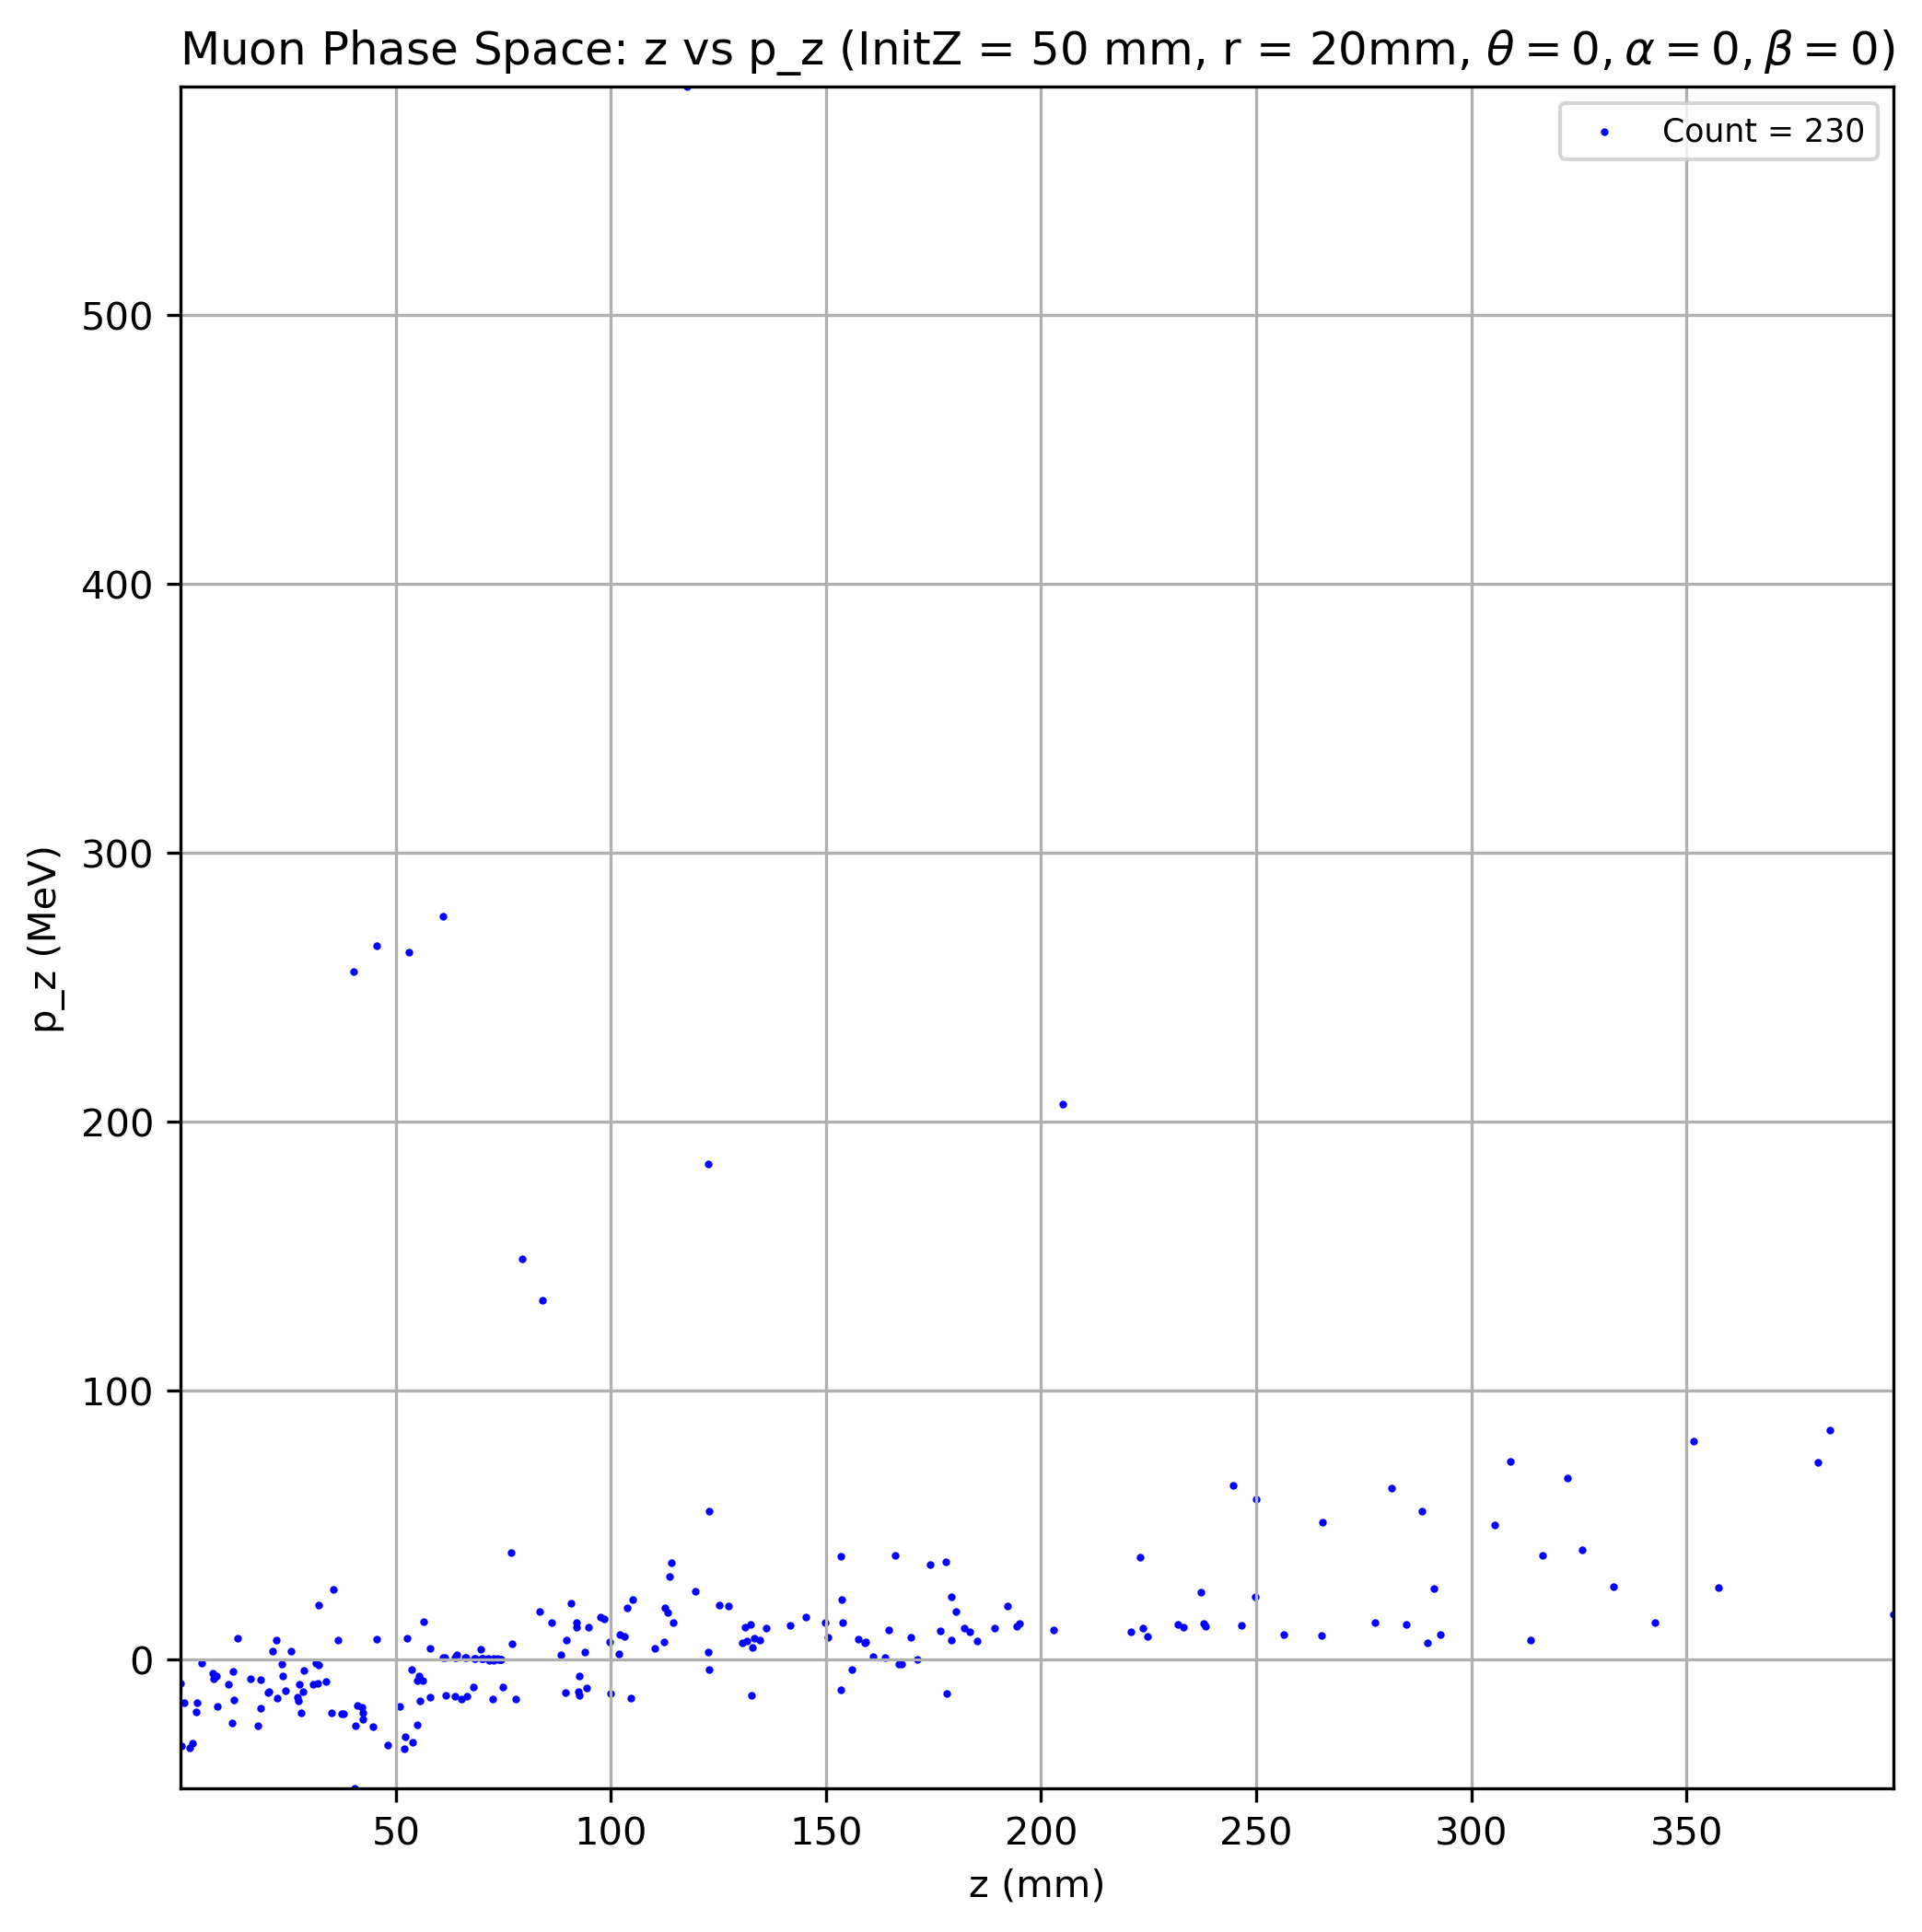 Muon Phase Space: z vs p_z (InitZ = 50 mm, r = 20mm, θ = 0, α = 0, β = 0)
Count = 230
500
400
300
200
100
0
p_z (MeV)
50 100 150 200 250 300 350
z (mm)